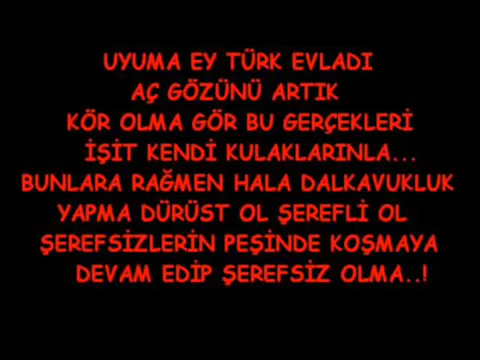 UYUMA EY TÜRK EVLADI
AÇ GÖZÜNÜ ARTIK
KÖR OLMA GÖR BU GERÇEKLERİ
İŞİT KENDİ KULAKLARINLA...
BUNLARA RAĞMEN HALA DALKAVUKLUK
YAPMA DÜRÜST OL ŞEREFLİ OL
ŞEREFSİZLERİN PEŞİNDE KOŞMAYA
DEVAM EDİP ŞEREFSİZ OLMA..!